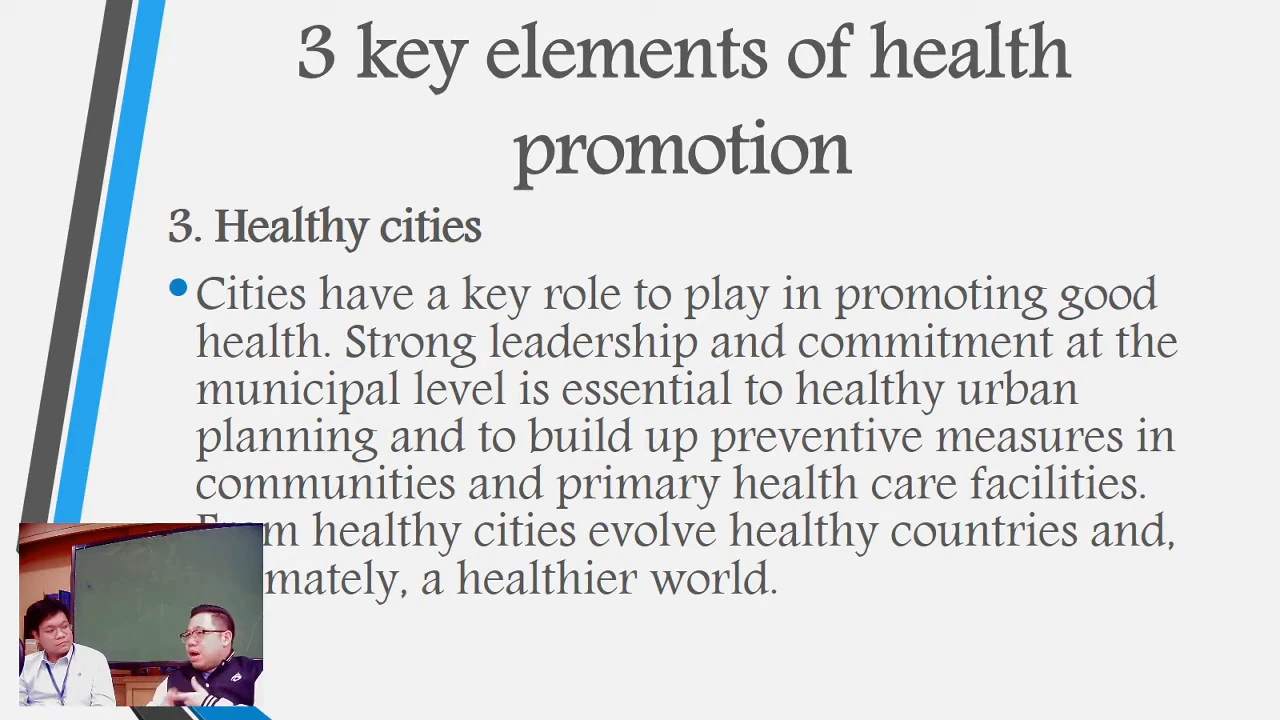 3 key elements of health
promotion
3. Healthy cities
Cities have a key role to play in promoting good
health. Strong leadership and commitment at the
municipal level is essential to healthy urban
planning and to build up preventive measures in
communities and primary health care facilities.
healthy cities evolve healthy countries and,
a healthier world.